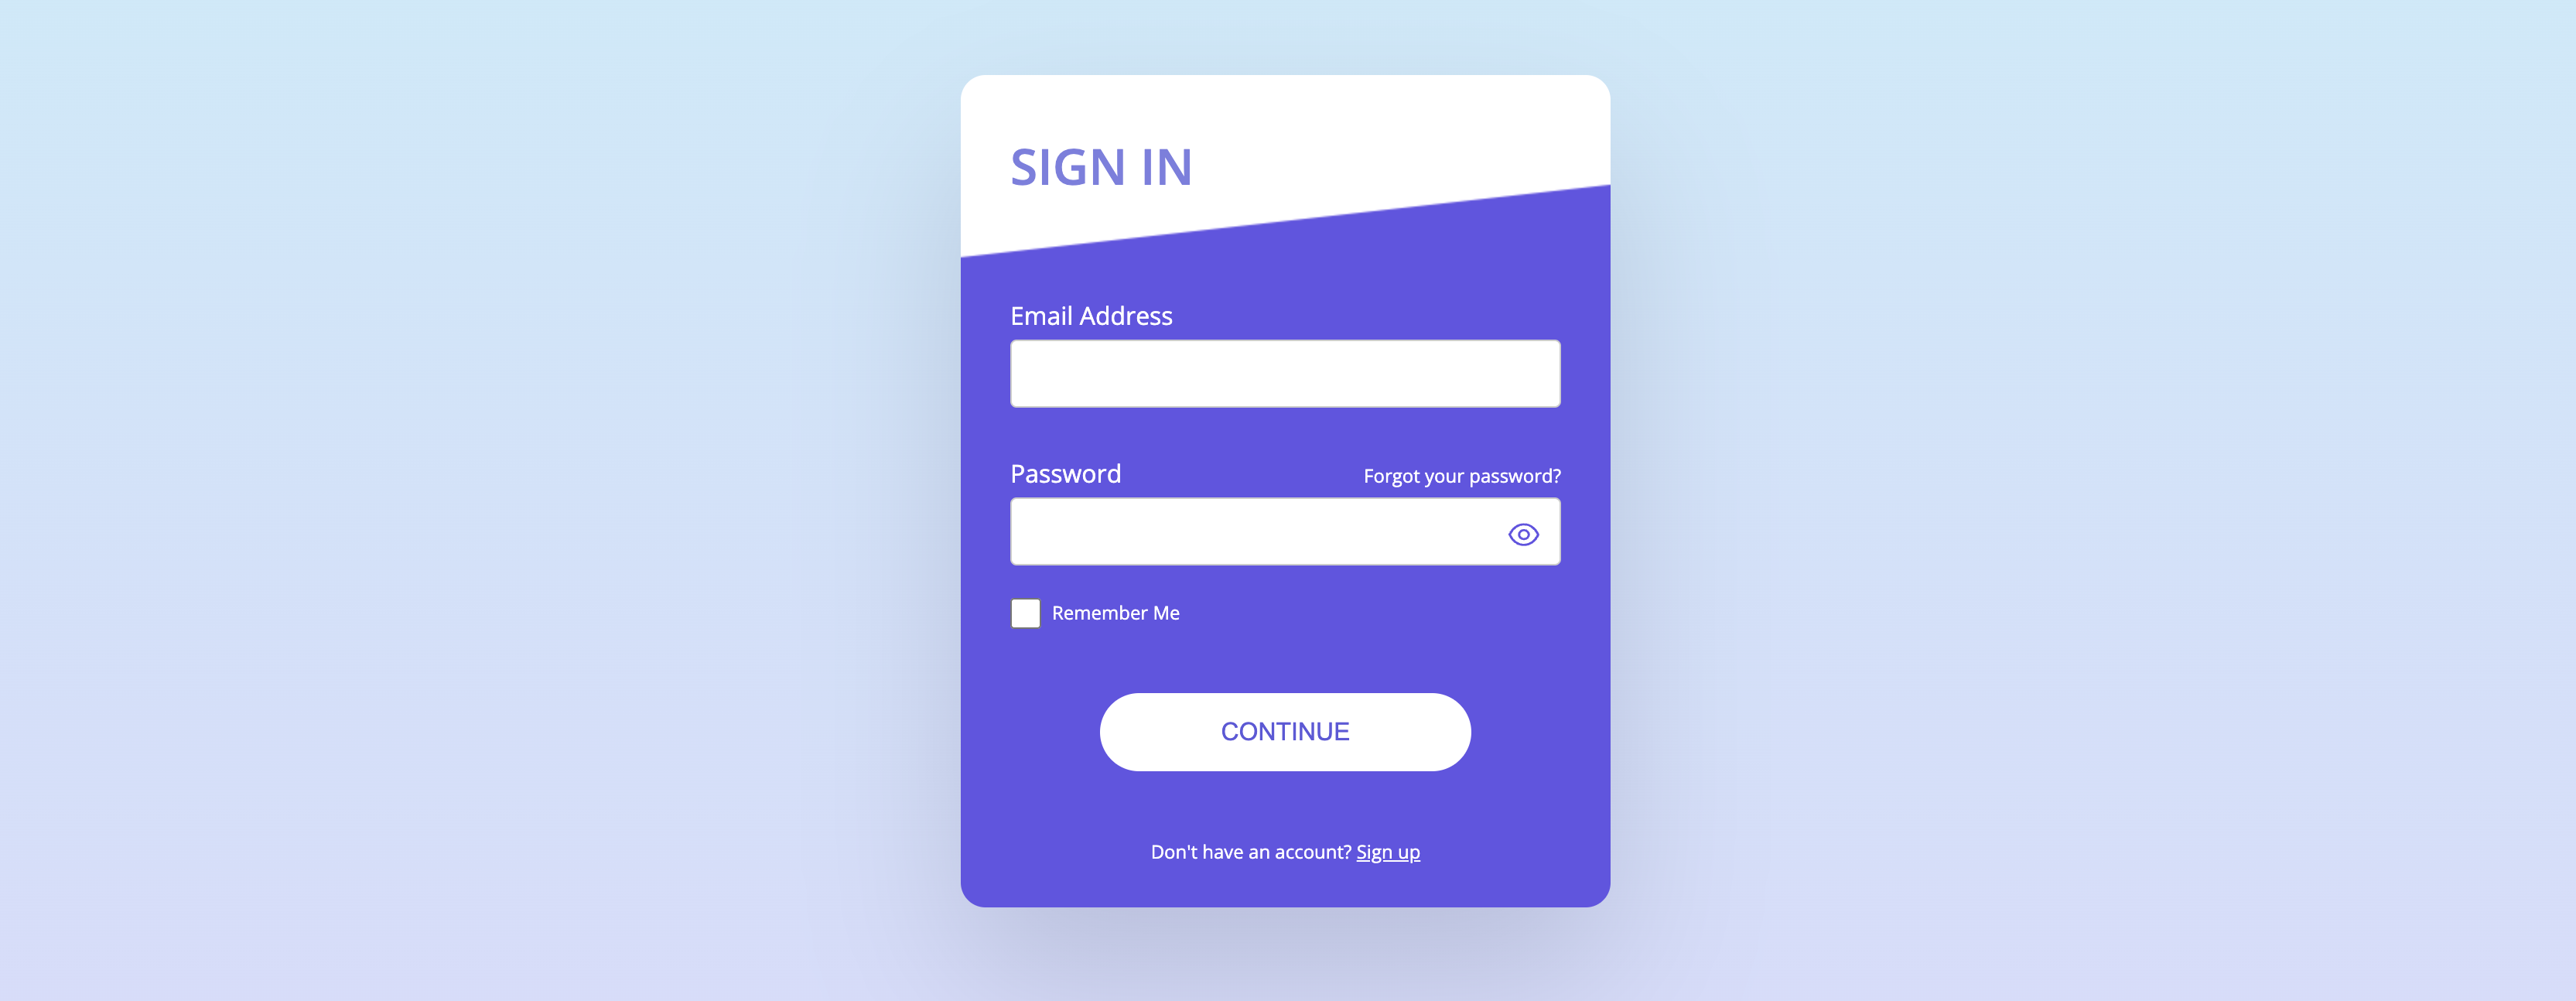 SIGN IN
Email Address
Password
Forgot your password?
Remember Me
CONTINUE
Don't have an account? Sign up